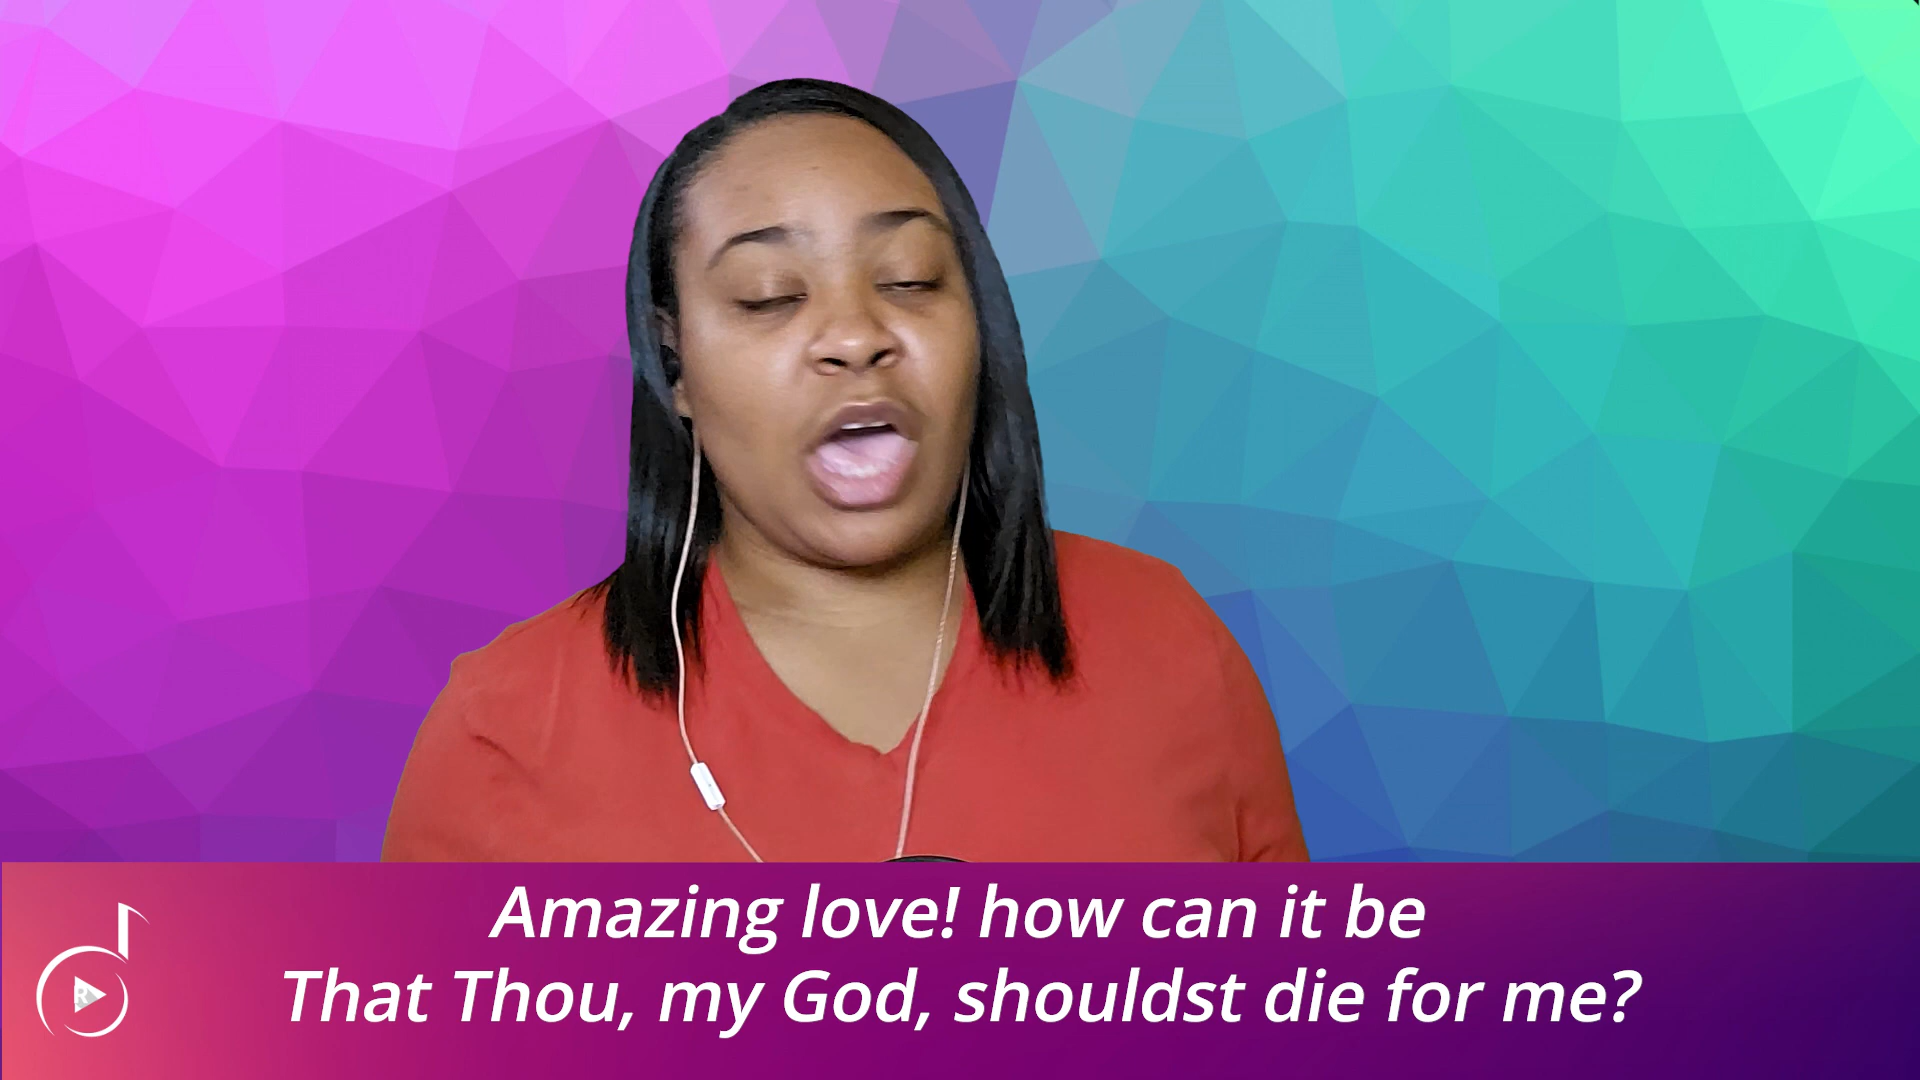 Amazing love! how can it be
That Thou, my God, shouldst die for me?
R